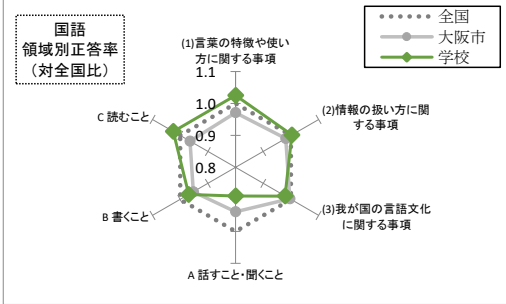 国語
領域別正答率
(対全国比)
全国
大阪市
学校
(1)言葉の特徴や使い
方に関する事項
(2)情報の扱い方に関
する事項
(3)我が国の言語文化
に関する事項
A 話すこと・聞くこと
B 書くこと
C 読むこと
1.1
1.0
0.9
0.8